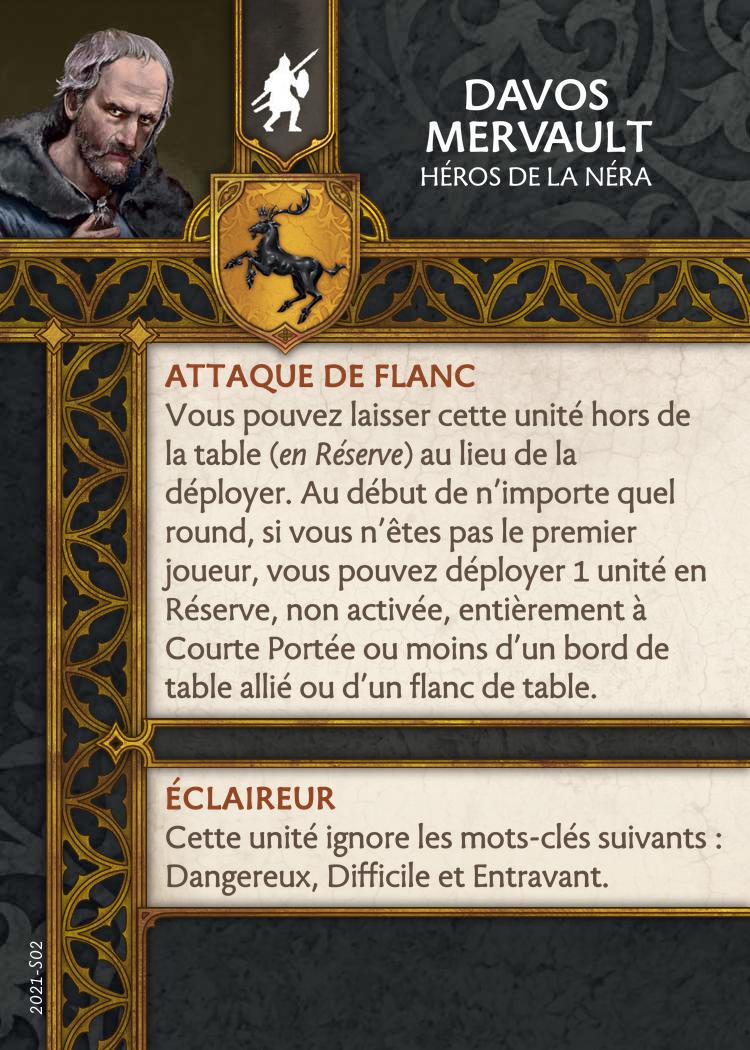 DAVOS
MERVAULT
HÉROS DE LA NÉRA
ATTAQUE DE FLANC
Vous pouvez laisser cette unité hors de
la table (en Réserve) au lieu de la
déployer. Au début de n’importe quel
round, si vous n’êtes pas le premier
joueur, vous pouvez déployer 1 unité en
Réserve, non activée, entièrement à
Courte Portée ou moins d’un bord de
table allié ou d’un flanc de table.
ÉCLAIREUR
Cette unité ignore les mots-clés suivants :
Dangereux, Difficile et Entravant.
2021-S02